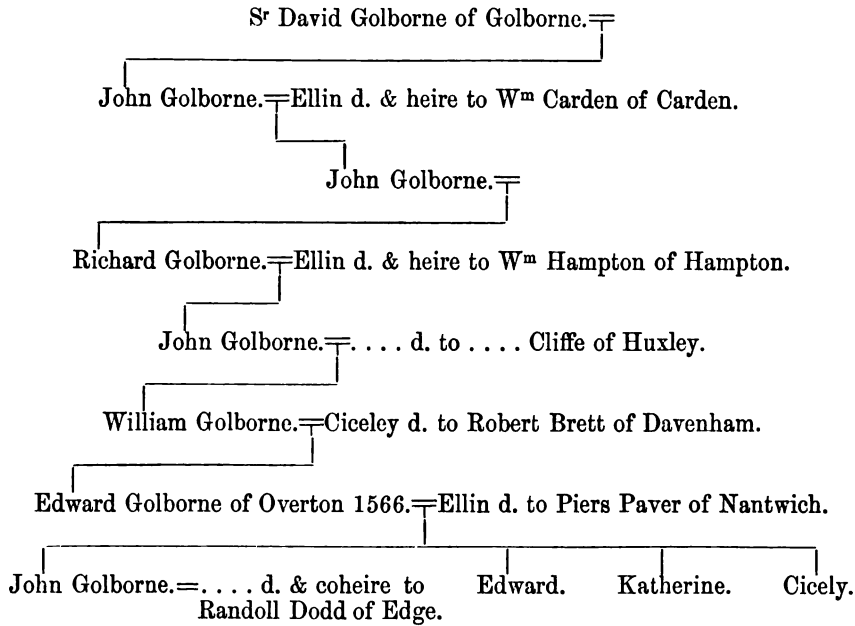 Sʳ David Golborne of Golborne.
John Golborne.=Ellin d. & heire to Wᵐ Carden of Carden.
John Golborne.=
Richard Golborne.=Ellin d. & heire to Wᵐ Hampton of Hampton.
John Golborne.=. . . . d. to . . . . Cliffe of Huxley.
William Golborne.=Ciceley d. to Robert Brett of Davenham.
Edward Golborne of Overton 1566.=Ellin d. to Piers Paver of Nantwich.
John Golborne.=. . . . d. & coheire to Edward. Katherine. Cicely.
Randoll Dodd of Edge.